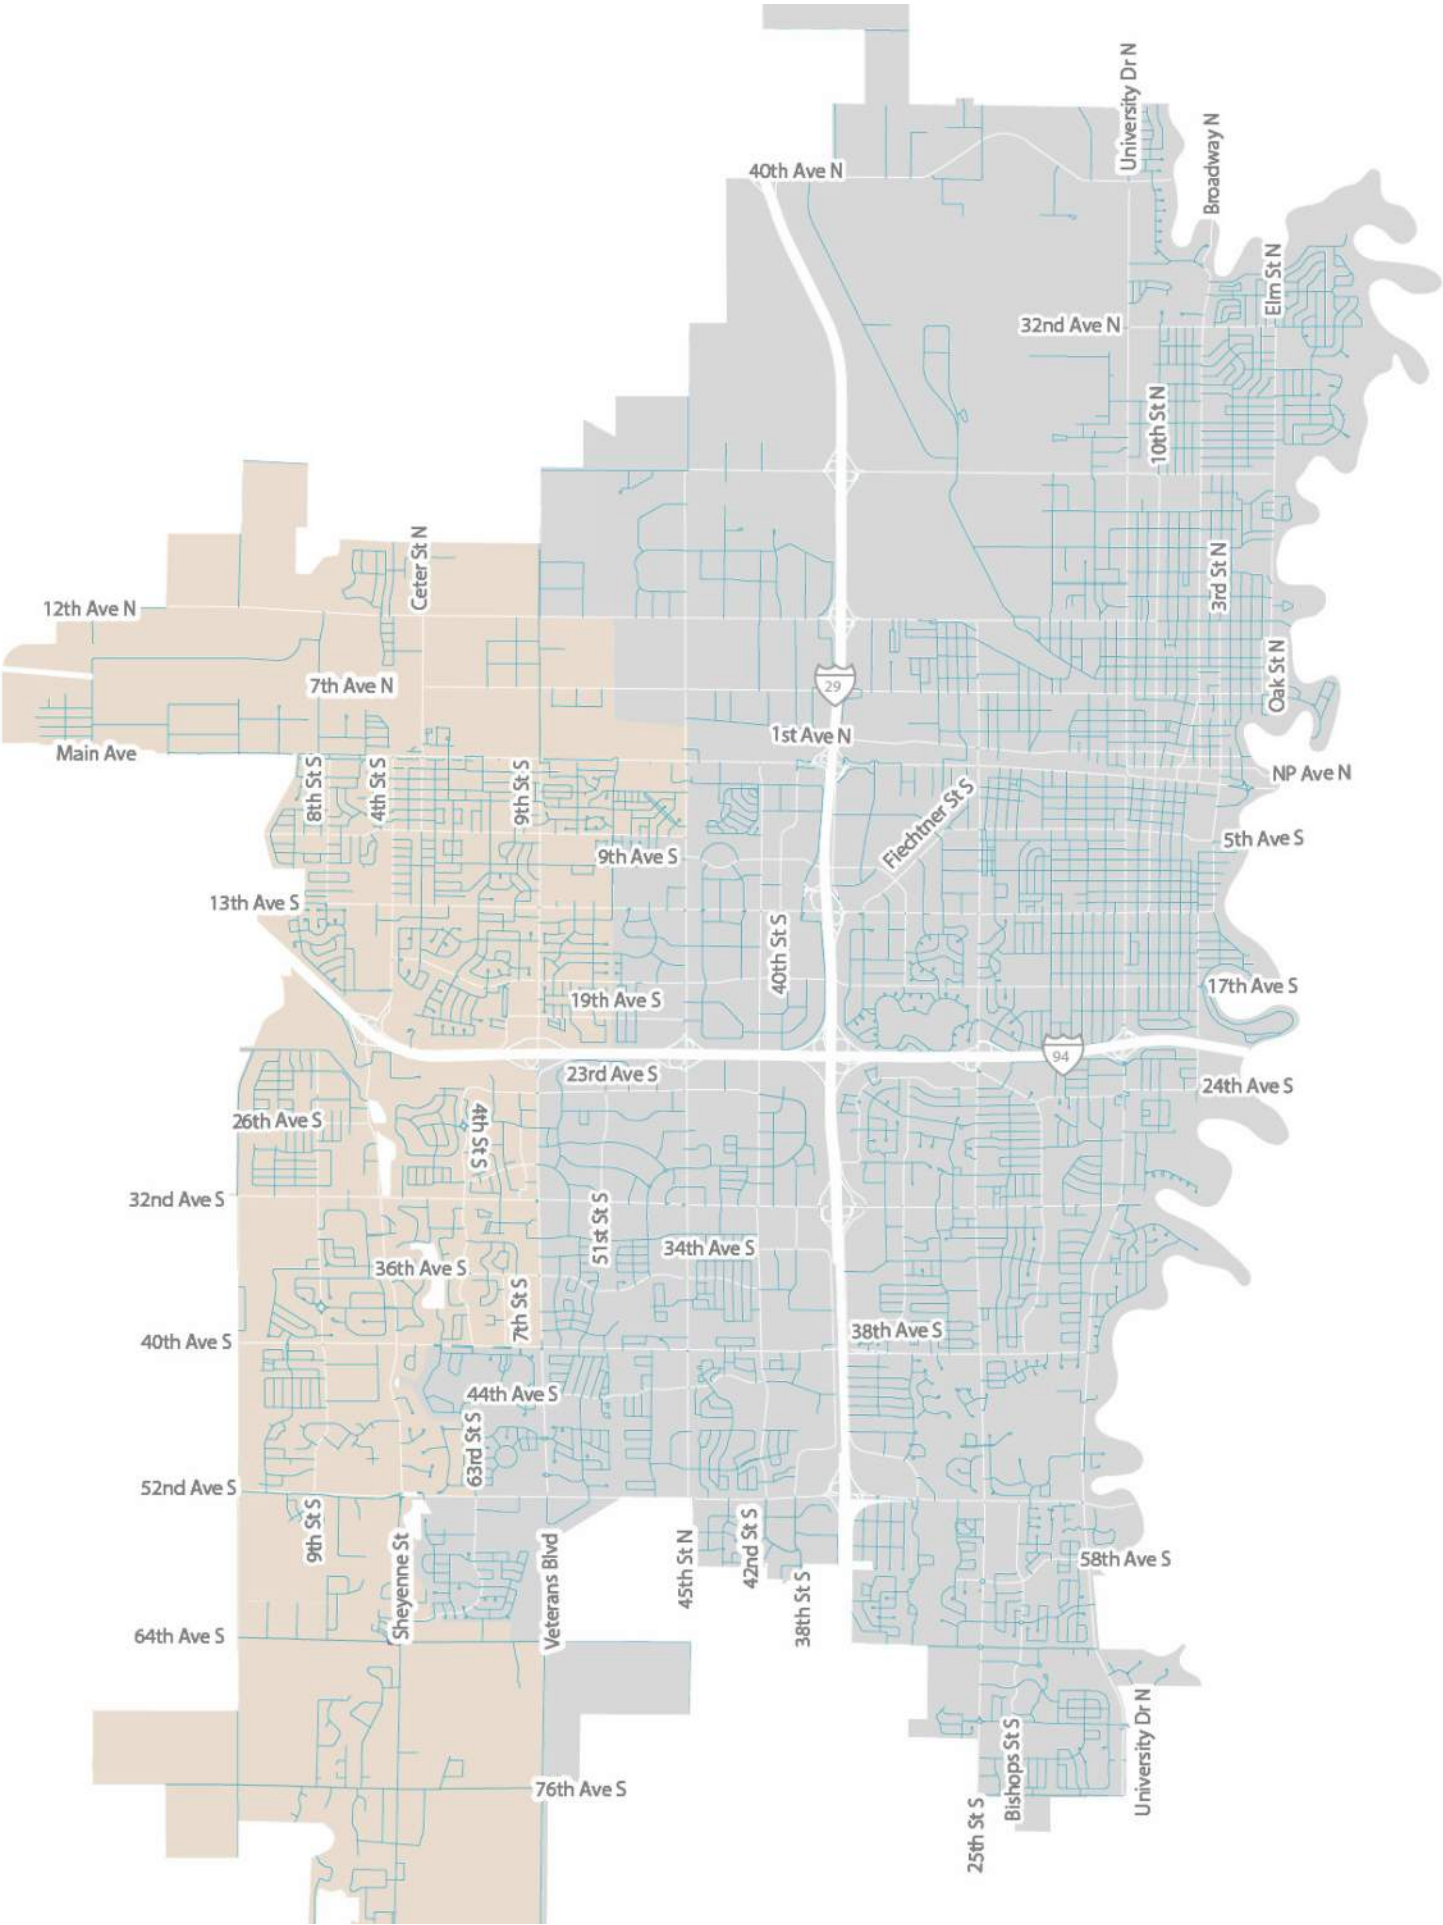 University Dr N
Broadway N
40th Ave N
Elm St N
32nd Ave N
10th St N
Ceter St N
3rd St N
12th Ave N
7th Ave N
29
Oak St N
1st Ave N
Main Ave
NP Ave N
8th St S
4th St S
9th St S
Fiechtner St S
5th Ave S
9th Ave S
13th Ave S
40th St S
17th Ave S
19th Ave S
94
23rd Ave S
24th Ave S
26th Ave S
4th St S
32nd Ave S
51st St S
34th Ave S
36th Ave S
7th St S
38th Ave S
40th Ave S
44th Ave S
63rd St S
52nd Ave S
9th St S
Sheyenne St
Veterans Blvd
45th St N
42nd St S
38th St S
58th Ave S
64th Ave S
University Dr N
Bishops St S
76th Ave S
25th St S